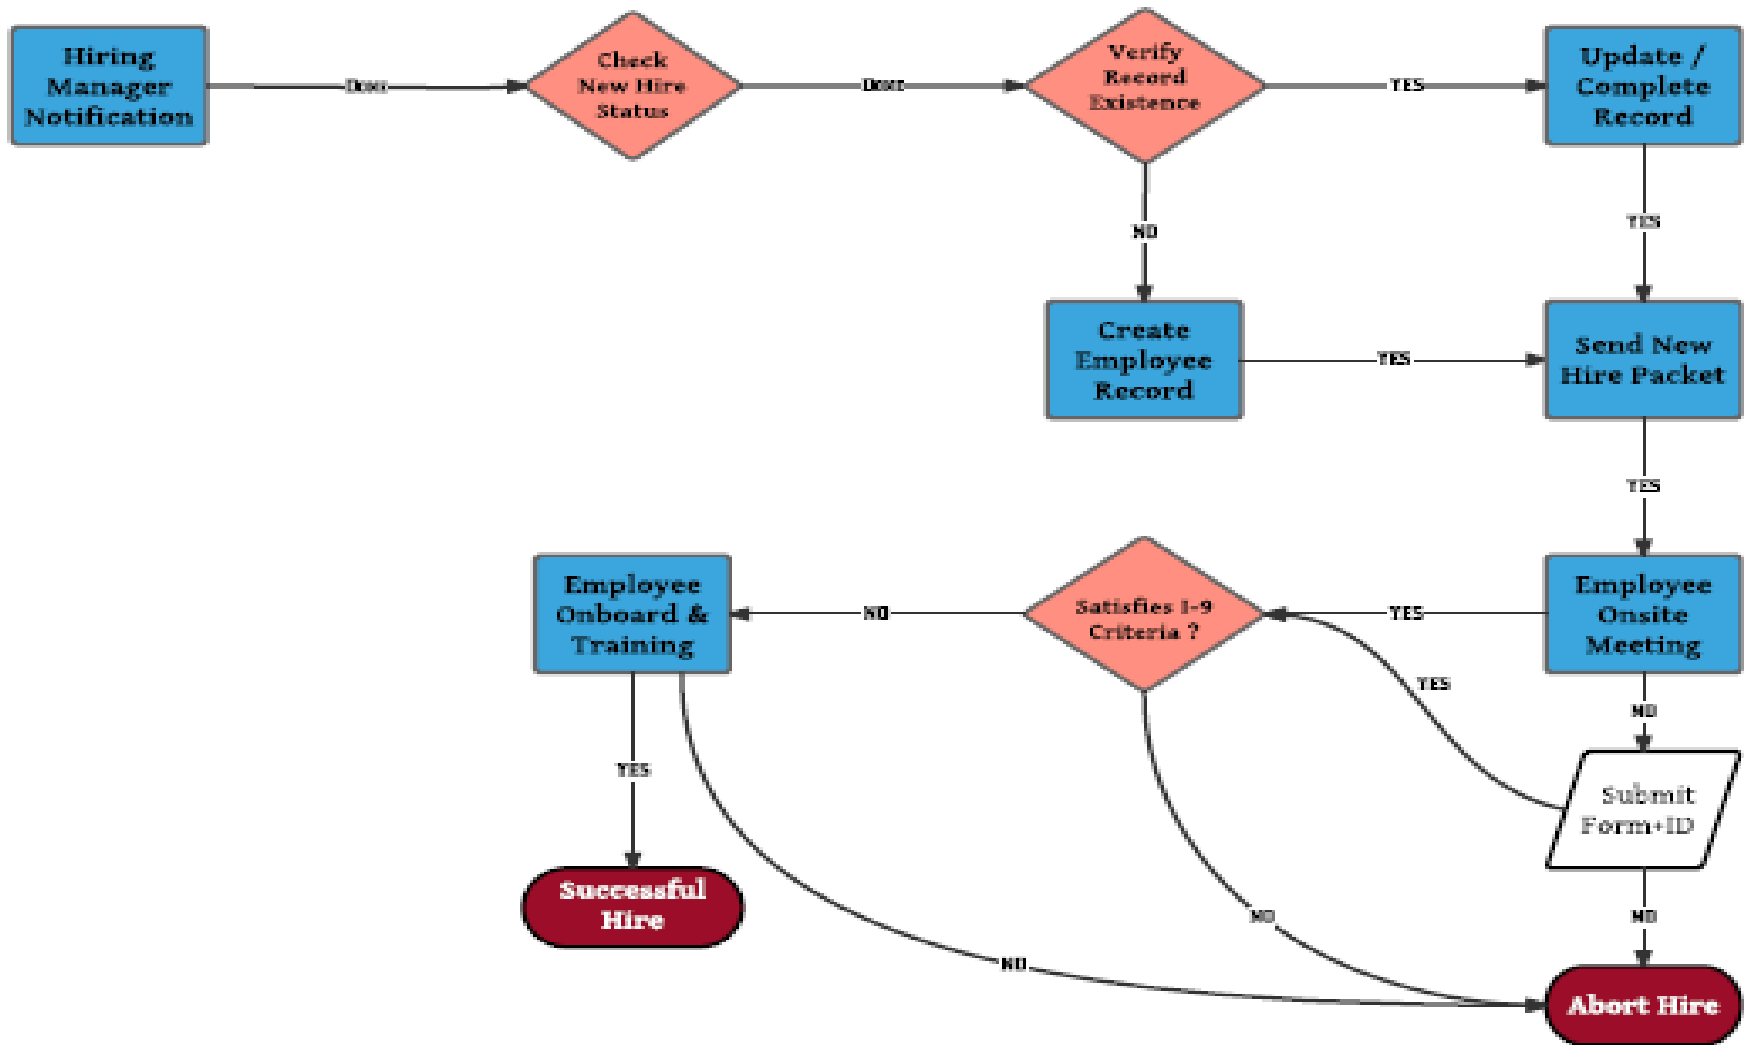 Hiring
Manager
Notification
Done
Check
New Hire
Status
Done
Verify
Record
Existence
YES
Update /
Complete
Record
NO
YES
Create
Employee
Record
YES
Send New
Hire Packet
YES
Employee
Onboard &
Training
NO
Satisfies I-9
Criteria ?
YES
Employee
Onsite
Meeting
YES
NO
YES
Submit
Form+ID
Successful
Hire
NO
NO
NO
Abort Hire